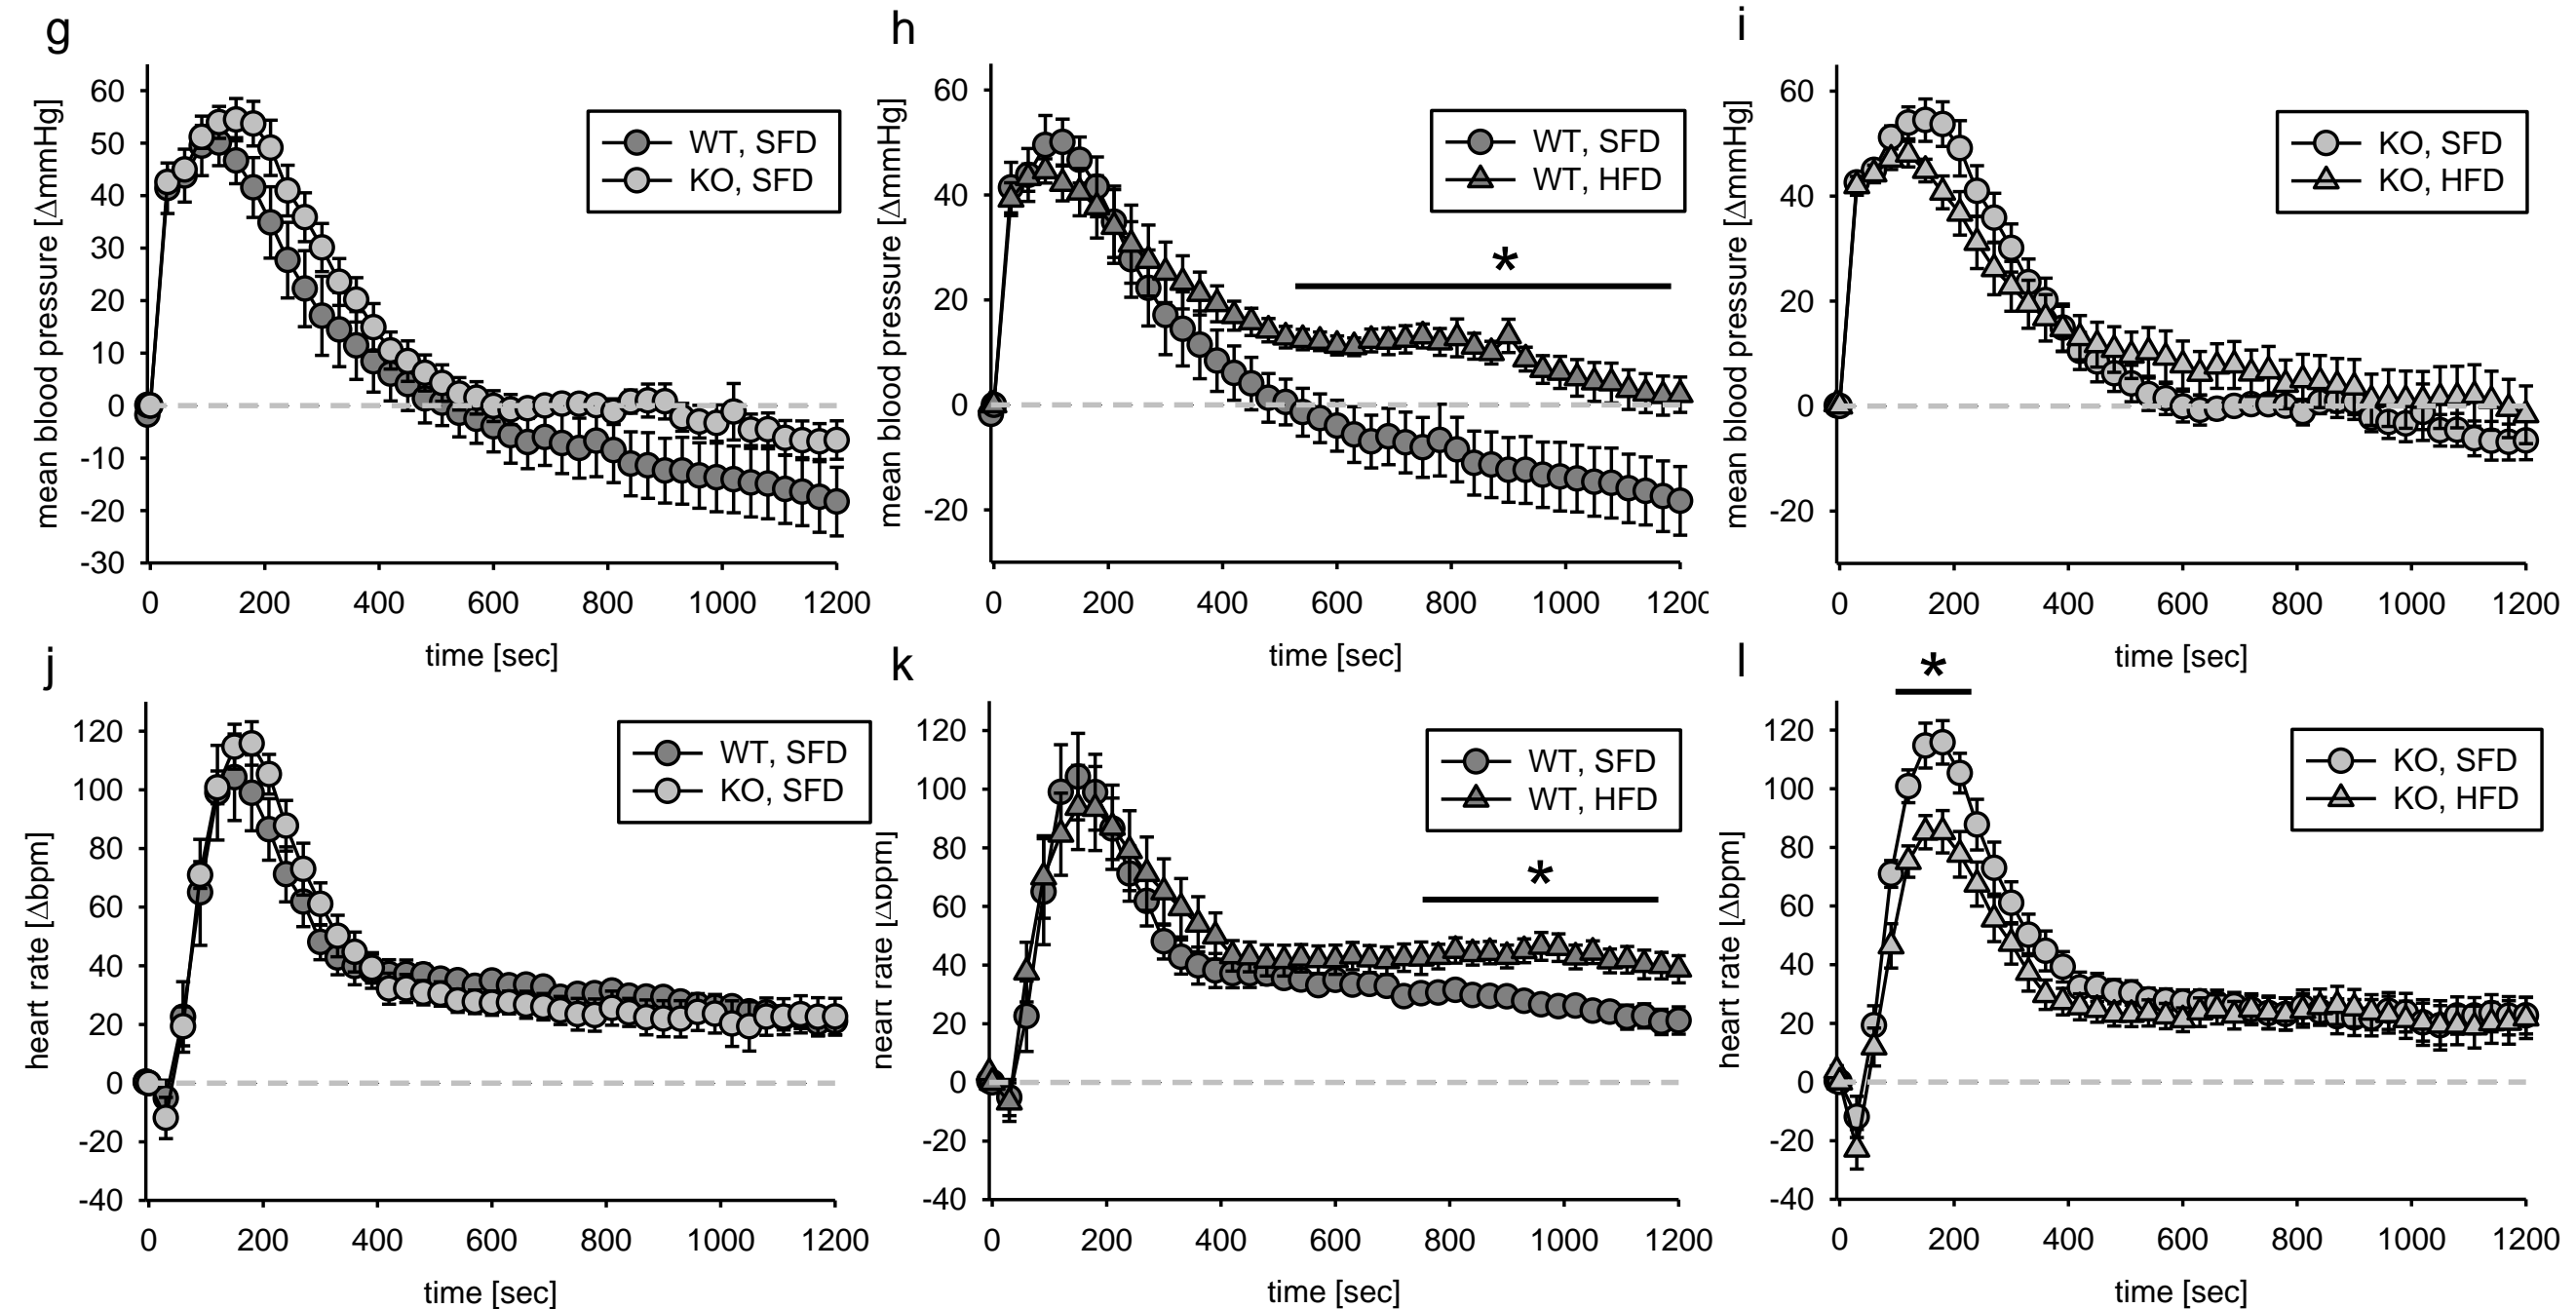 g
mean blood pressure [ΔmmHg]
60
50
40
30
20
10
0
-10
-20
-30
WT, SFD
KO, SFD
0 200 400 600 800 1000 1200
time [sec]
h
mean blood pressure [ΔmmHg]
60
40
20
0
-20
WT, SFD
WT, HFD
*
0 200 400 600 800 1000 1200
time [sec]
i
mean blood pressure [ΔmmHg]
60
40
20
0
-20
KO, SFD
KO, HFD
0 200 400 600 800 1000 1200
time [sec]
j
heart rate [Δbpm]
120
100
80
60
40
20
0
-20
-40
WT, SFD
KO, SFD
0 200 400 600 800 1000 1200
time [sec]
k
heart rate [Δbpm]
120
100
80
60
40
20
0
-20
-40
WT, SFD
WT, HFD
*
0 200 400 600 800 1000 1200
time [sec]
l
*
heart rate [Δbpm]
120
100
80
60
40
20
0
-20
-40
KO, SFD
KO, HFD
0 200 400 600 800 1000 1200
time [sec]